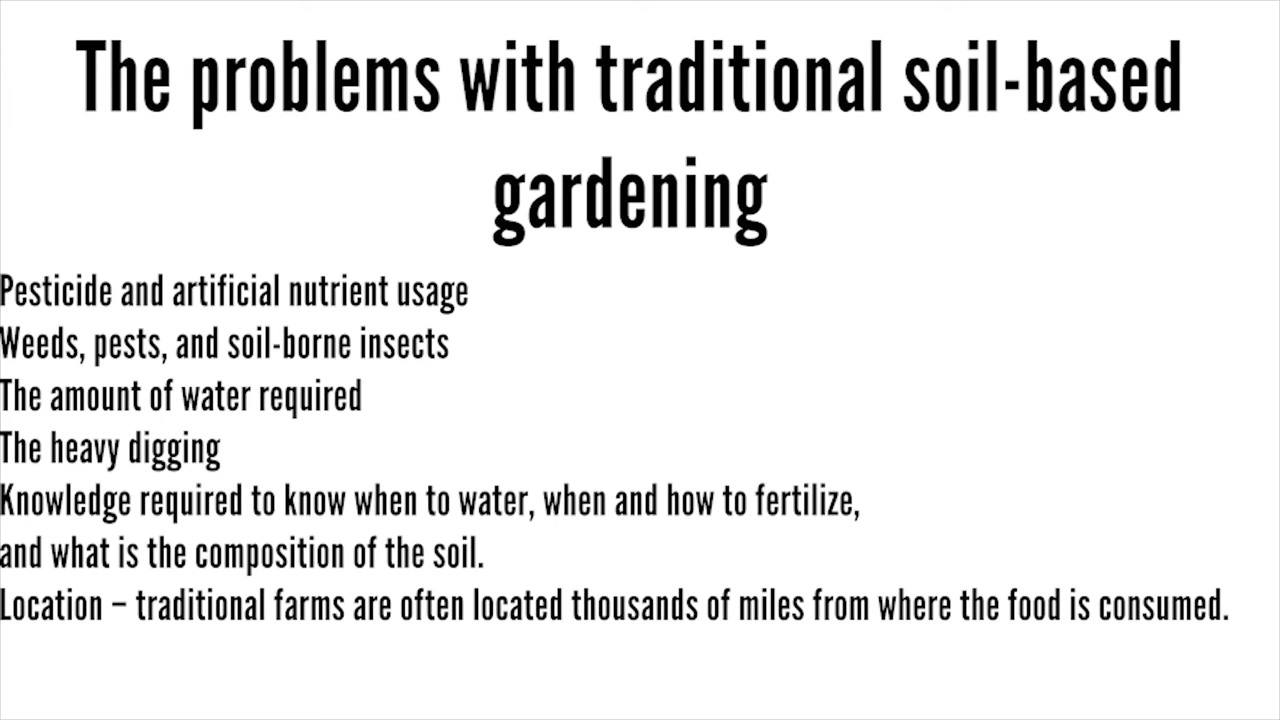 The problems with traditional soil-based
gardening
Pesticide and artificial nutrient usage
Weeds, pests, and soil-borne insects
The amount of water required
The heavy digging
Knowledge required to know when to water, when and how to fertilize,
and what is the composition of the soil.
Location – traditional farms are often located thousands of miles from where the food is consumed.